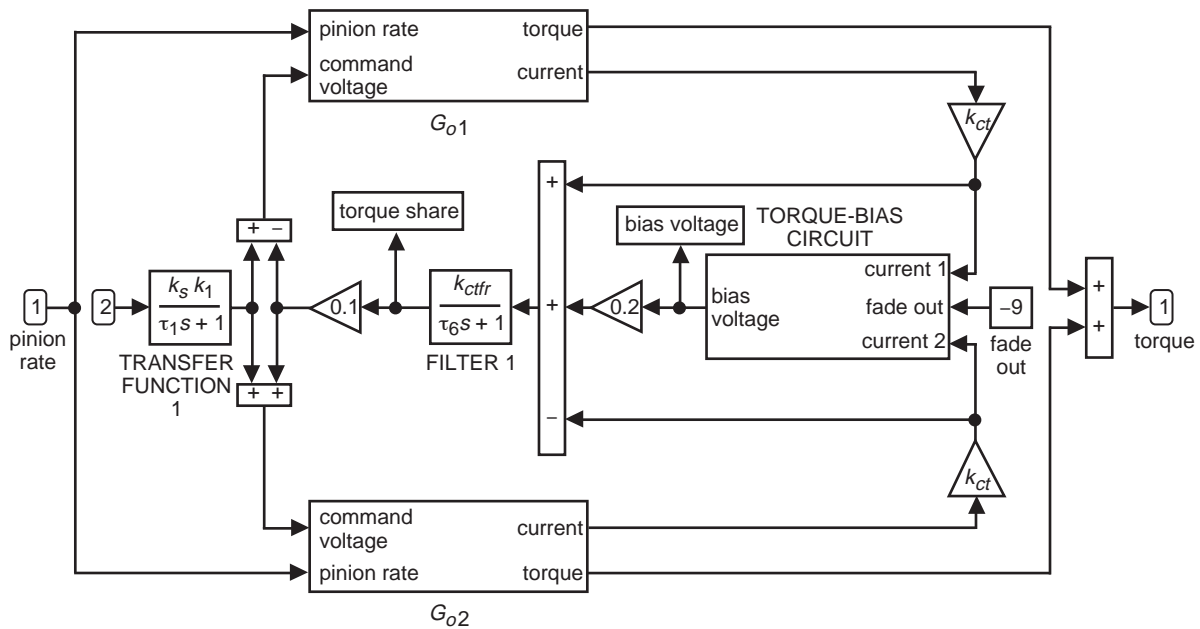 pinion rate
torque
command
voltage
current
G_o1
k_ct
+
torque share
bias voltage
TORQUE-BIAS
CIRCUIT
+ −
current 1
1
2
k_s k_1
τ_1 s + 1
0.1
k_ctfr
τ_6 s + 1
+
0.2
bias
voltage
fade out
−9
+
+
1
pinion
rate
TRANSFER
FUNCTION
1
FILTER 1
current 2
fade
out
torque
+ +
−
k_ct
command
voltage
current
pinion rate
torque
G_o2